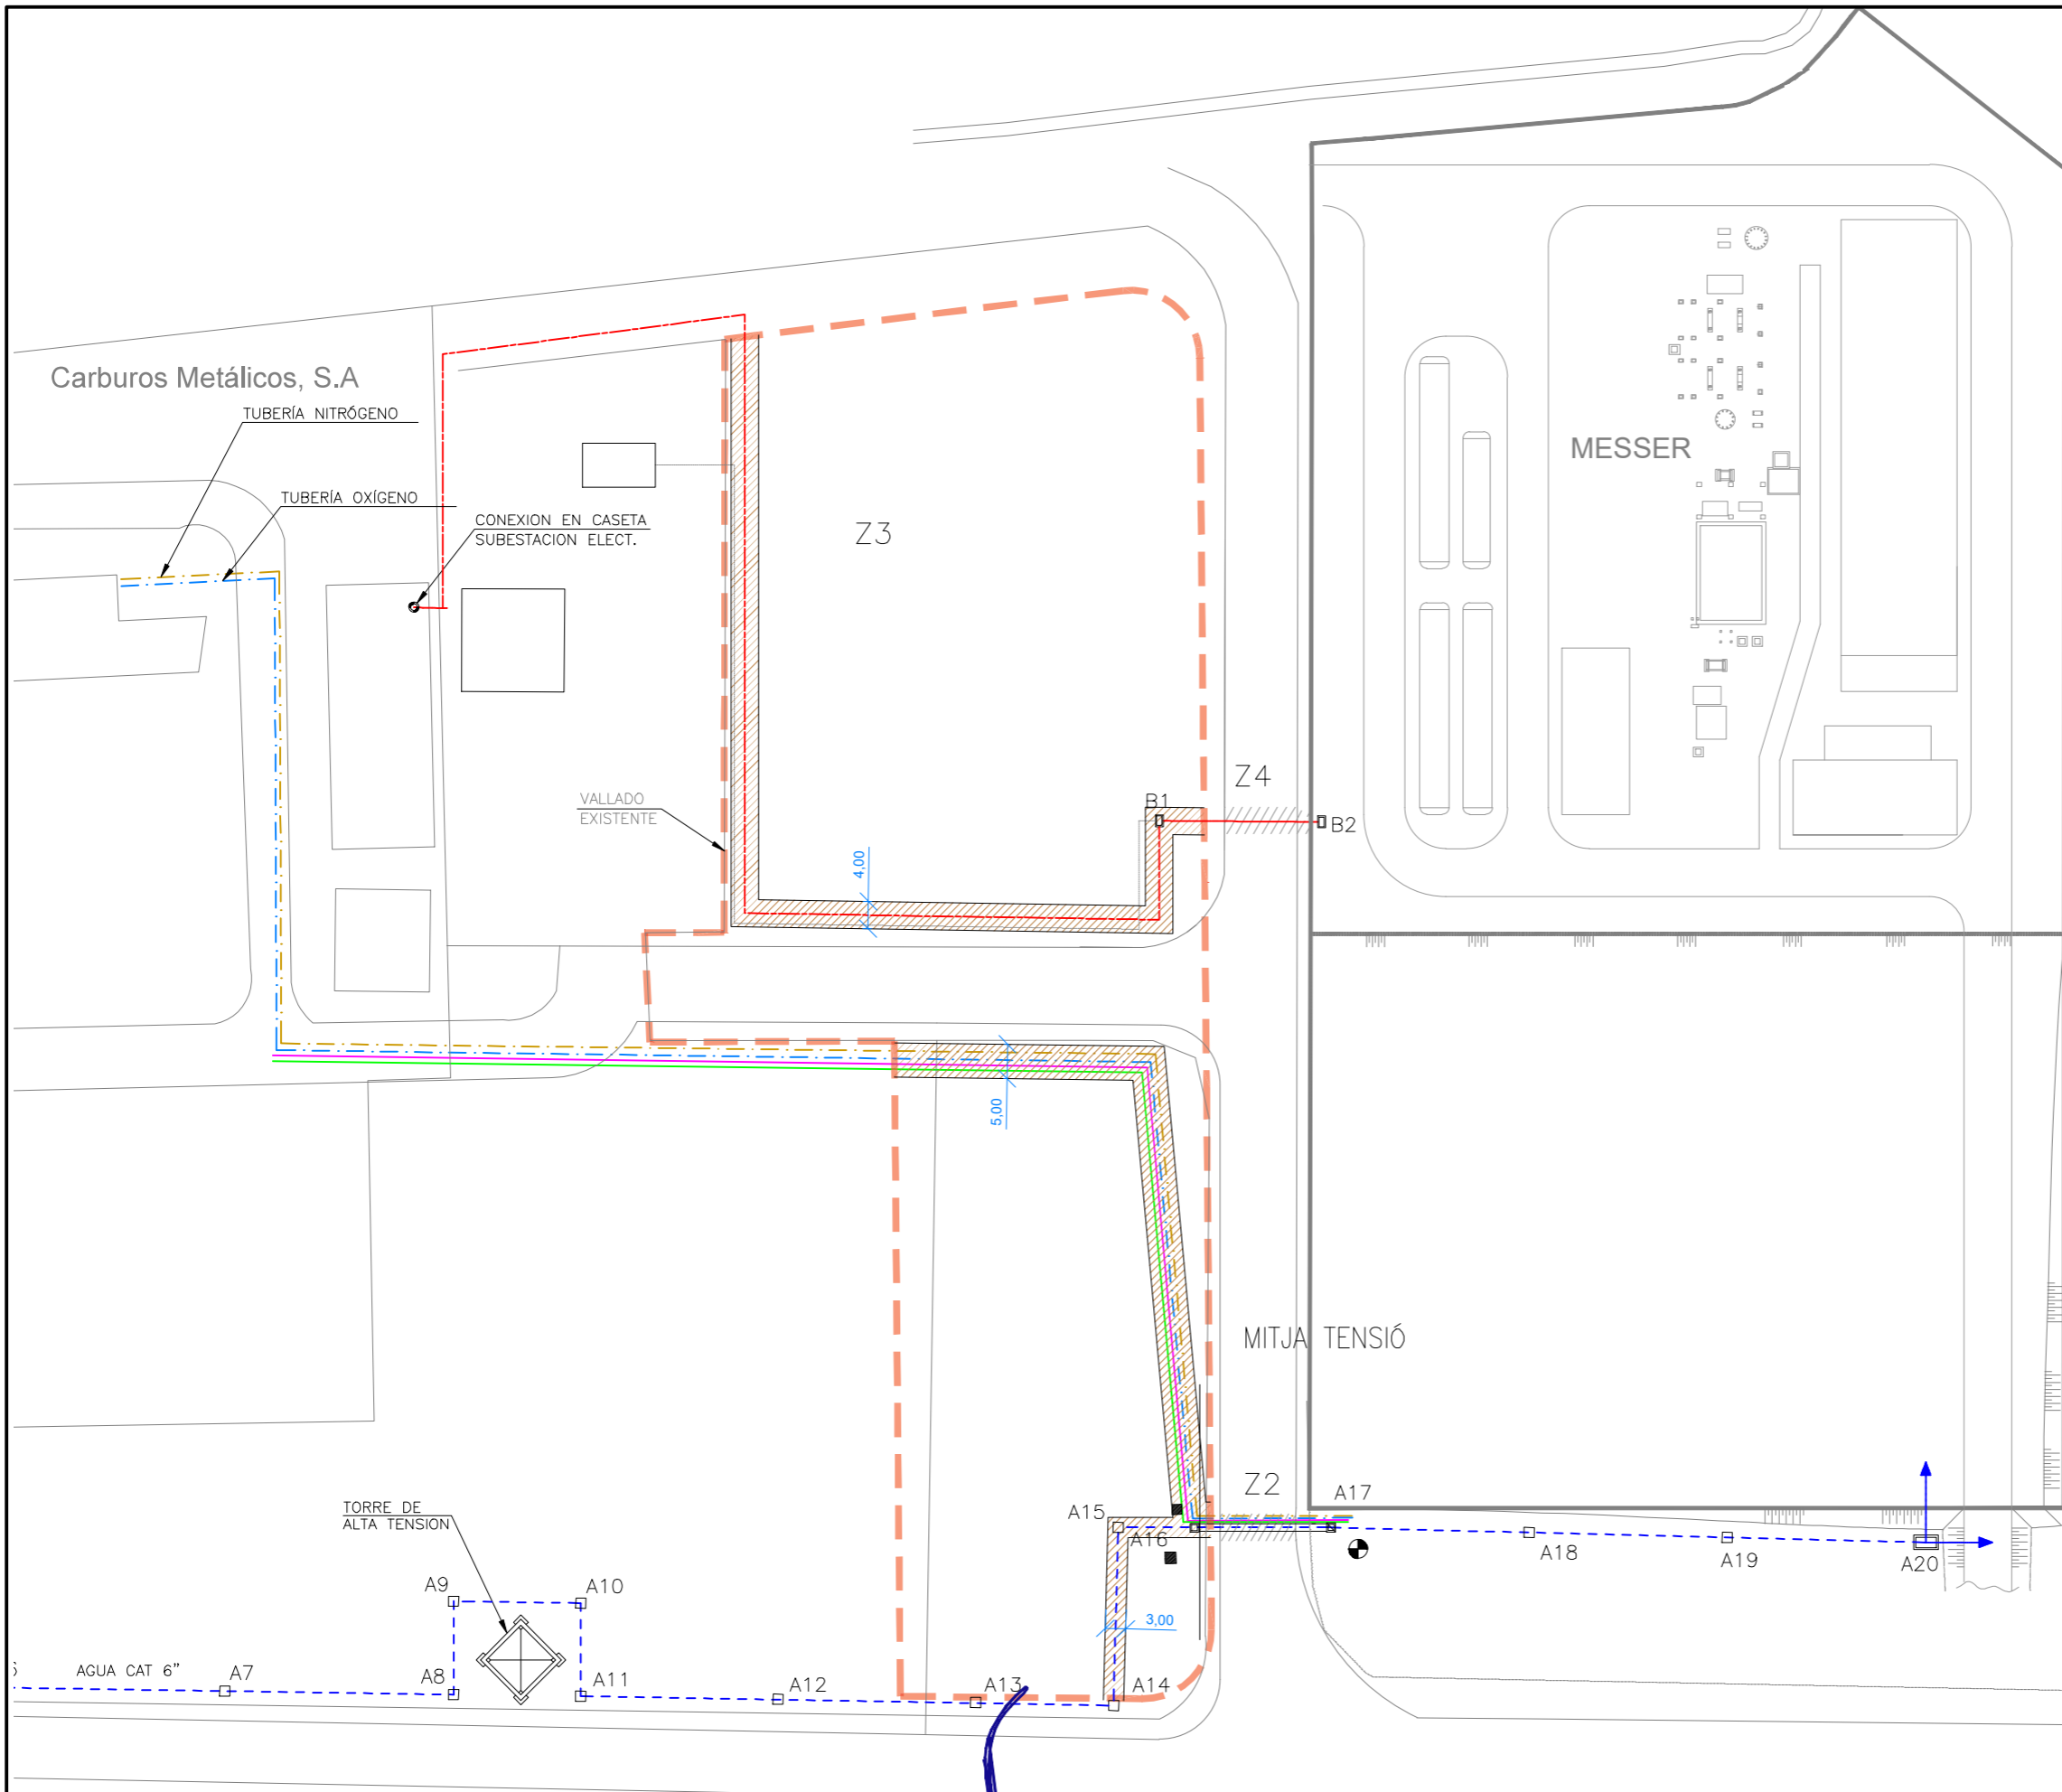 Carburos Metálicos, S.A
TUBERÍA NITRÓGENO
TUBERÍA OXÍGENO
CONEXION EN CASETA
SUBESTACION ELECT.
MESSER
Z3
Z4
VALLADO
EXISTENTE
B1
B2
4,00
5,00
MITJA TENSIÓ
Z2
A17
A15
A16
A18
A19
A20
TORRE DE
ALTA TENSION
A9
A10
3,00
AGUA CAT 6"
A7
A8
A11
A12
A13
A14